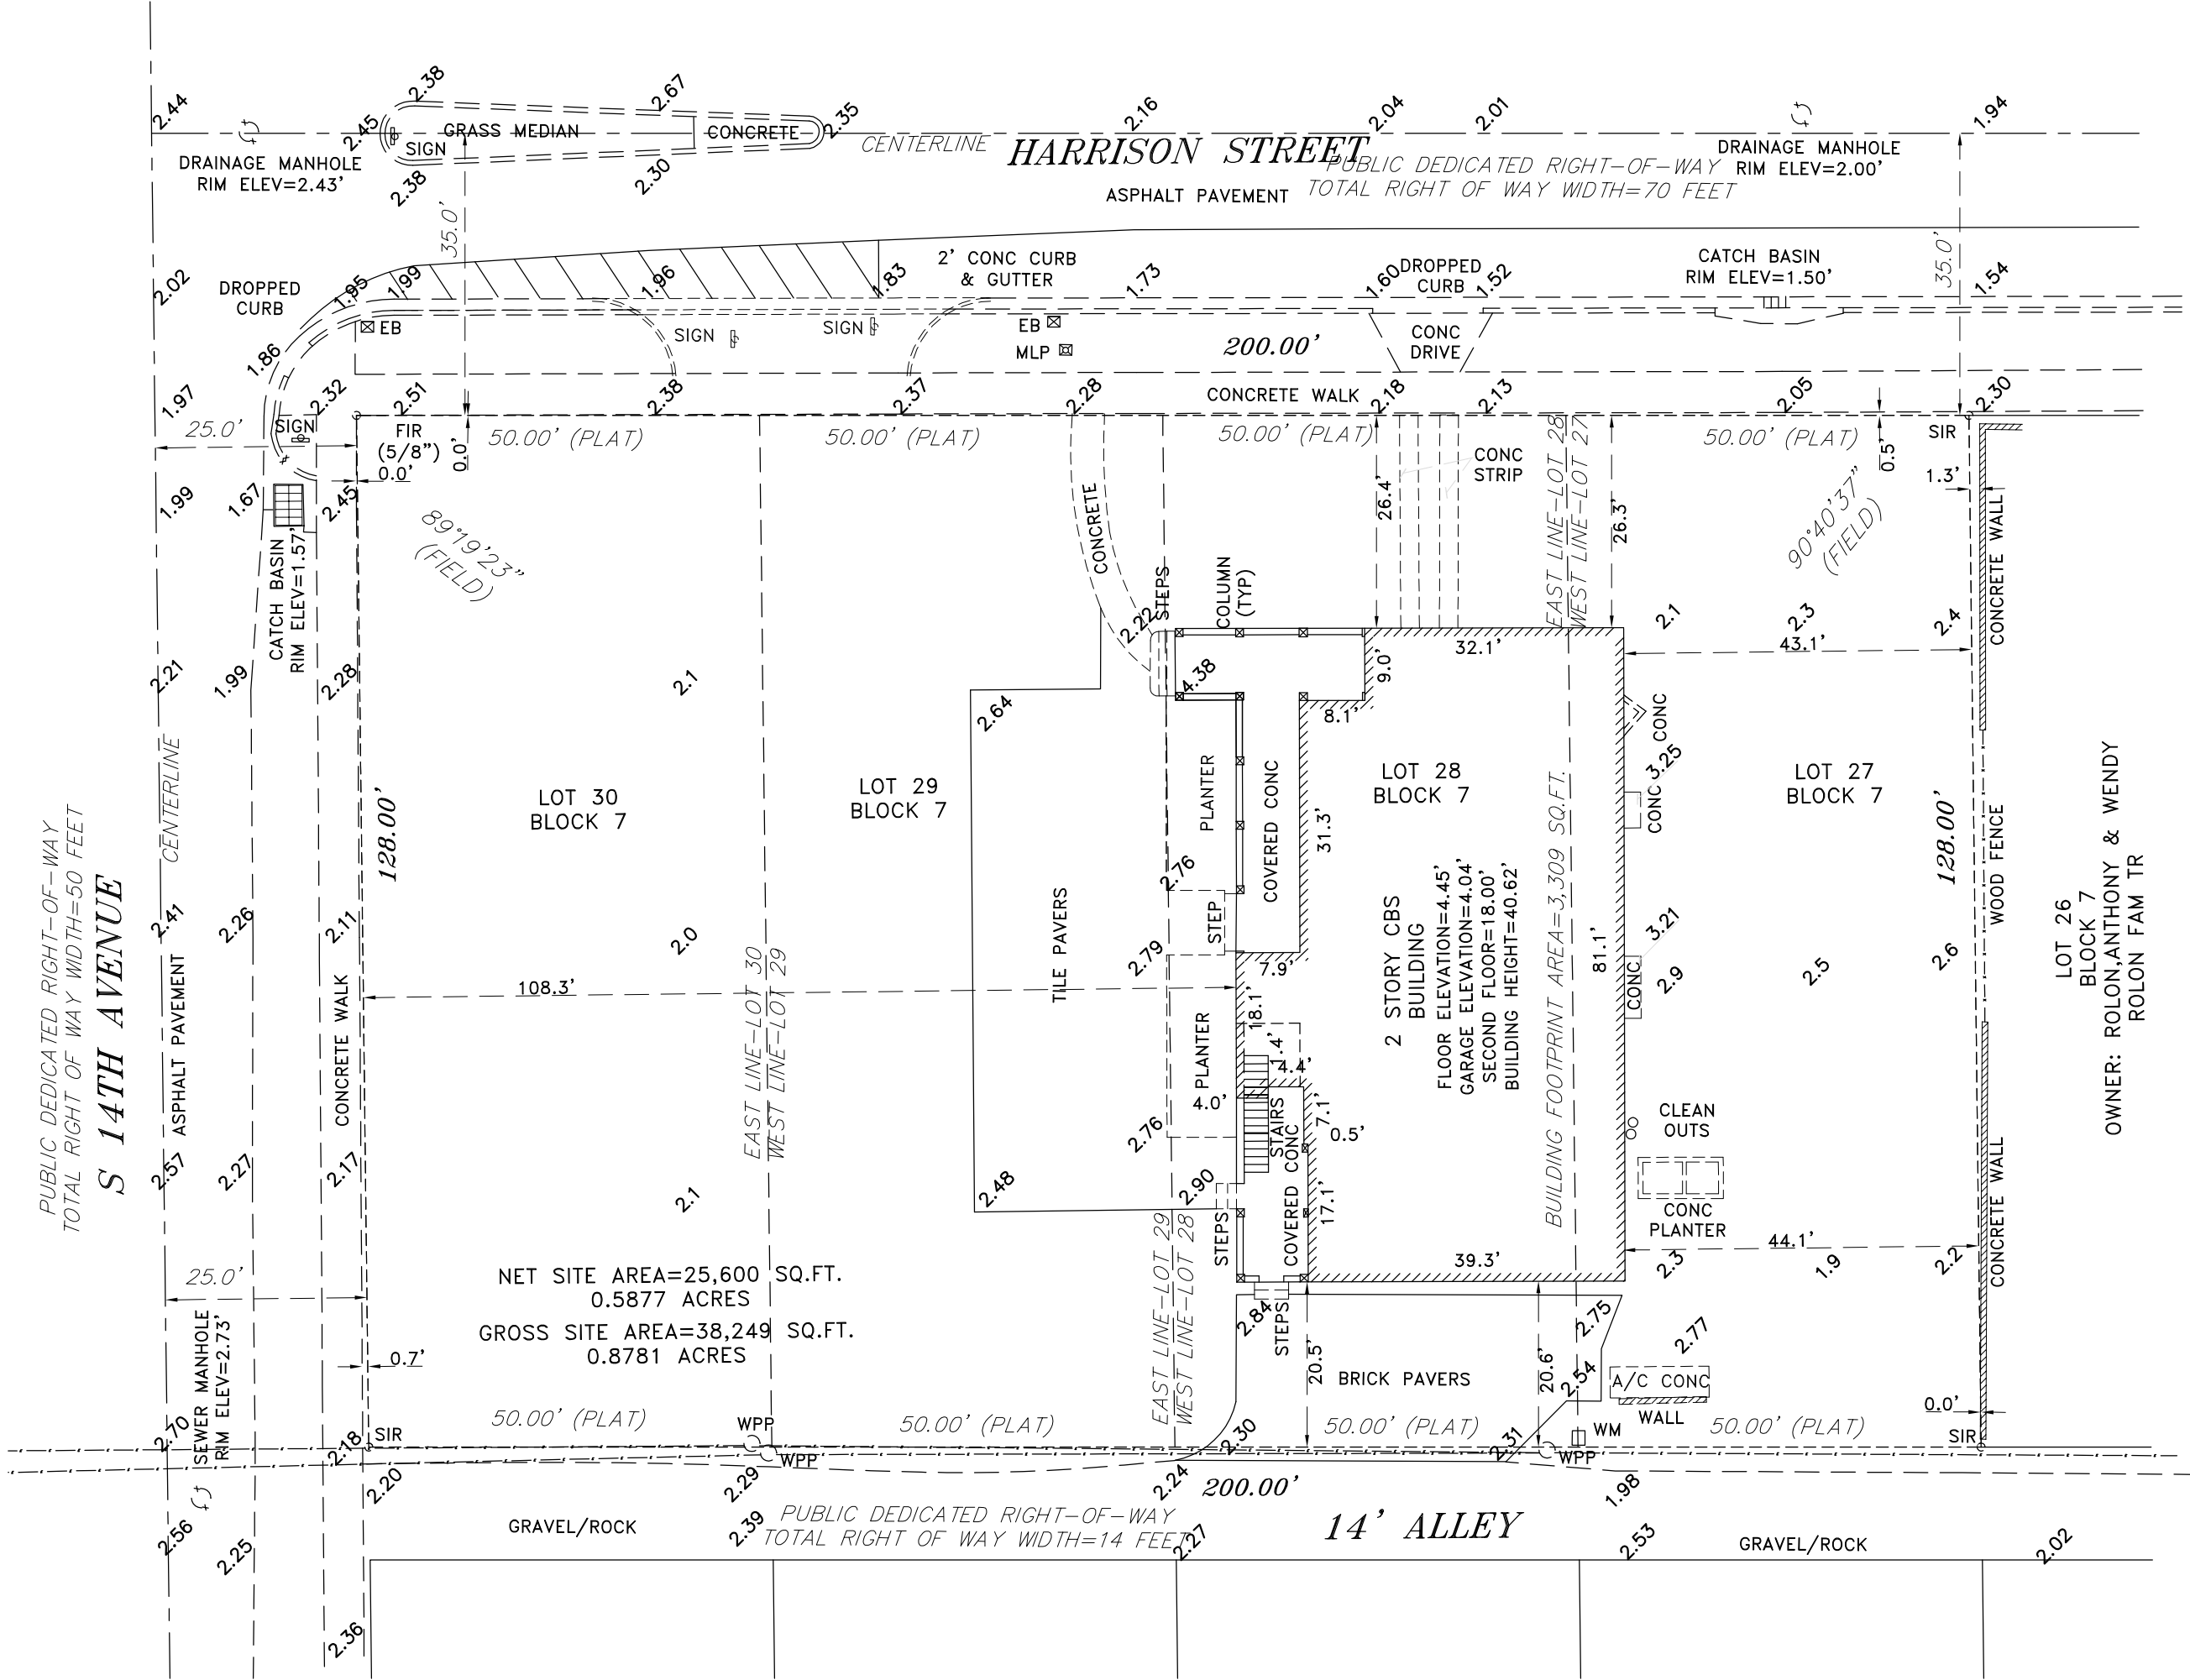 2.44
2.38
2.67
2.35
2.16
2.04
2.01
1.94
2.45
GRASS MEDIAN
CONCRETE
SIGN
CENTERLINE
HARRISON STREET
DRAINAGE MANHOLE
RIM ELEV=2.43'
2.38
2.30
PUBLIC DEDICATED RIGHT-OF-WAY
TOTAL RIGHT OF WAY WIDTH=70 FEET
DRAINAGE MANHOLE
RIM ELEV=2.00'
ASPHALT PAVEMENT
35.0'
35.0'
2.02
DROPPED
CURB
1.95
1.99
1.96
1.83
2' CONC CURB
& GUTTER
1.73
1.60
DROPPED
CURB
1.52
CATCH BASIN
RIM ELEV=1.50'
1.54
EB
SIGN
SIGN
EB
MLP
200.00'
CONC
DRIVE
1.86
1.97
2.32
2.51
2.38
2.37
2.28
CONCRETE WALK
2.18
2.13
2.05
2.30
25.0'
SIGN
FIR
(5/8")
0.0'
0.0'
50.00' (PLAT)
50.00' (PLAT)
50.00' (PLAT)
50.00' (PLAT)
SIR
0.5'
1.3'
CONC
STRIP
EAST LINE-LOT 28
WEST LINE-LOT 27
26.4'
26.3'
1.99
1.67
2.45
89°19'23"
(FIELD)
90°40'37"
(FIELD)
CONCRETE
CONCRETE WALL
CATCH BASIN
RIM ELEV=1.57'
STEPS
COLUMN
(TYP)
2.22
2.1
2.3
2.4
43.1'
32.1'
9.0'
8.1'
4.38
2.21
1.99
2.28
2.1
2.64
CONC
3.25
CONC
CENTERLINE
128.00'
LOT 30
BLOCK 7
LOT 29
BLOCK 7
PLANTER
COVERED CONC
31.3'
LOT 28
BLOCK 7
LOT 27
BLOCK 7
128.00'
WOOD FENCE
PUBLIC DEDICATED RIGHT-OF-WAY
TOTAL RIGHT OF WAY WIDTH=50 FEET
S 14TH AVENUE
ASPHALT PAVEMENT
CONCRETE WALK
2.41
2.26
2.11
2.0
EAST LINE-LOT 30
WEST LINE-LOT 29
TILE PAVERS
2.76
STEP
2.79
7.9'
108.3'
2 STORY CBS
BUILDING
FLOOR ELEVATION=4.45'
GARAGE ELEVATION=4.04'
SECOND FLOOR=18.00'
BUILDING HEIGHT=40.62'
BUILDING FOOTPRINT AREA=3,309 SQ.FT.
81.1'
3.21
CONC
2.9
2.5
2.6
LOT 26
BLOCK 7
OWNER: ROLON,ANTHONY & WENDY
ROLON FAM TR
PLANTER
18.1'
1.4'
4.4'
4.0'
7.1'
STAIRS
0.5'
COVERED CONC
17.1'
CLEAN
OUTS
CONC
PLANTER
CONCRETE WALL
2.57
2.27
2.17
2.1
2.48
2.76
2.90
STEPS
39.3'
44.1'
2.3
1.9
2.2
25.0'
NET SITE AREA=25,600 SQ.FT.
0.5877 ACRES
GROSS SITE AREA=38,249 SQ.FT.
0.8781 ACRES
EAST LINE-LOT 29
WEST LINE-LOT 28
2.84
STEPS
20.5'
BRICK PAVERS
20.6'
2.75
2.77
2.54
A/C CONC
WALL
0.7'
0.0'
SEWER MANHOLE
RIM ELEV=2.73'
2.70
2.18
SIR
50.00' (PLAT)
WPP
WPP
50.00' (PLAT)
2.30
50.00' (PLAT)
2.31
WPP
WM
50.00' (PLAT)
SIR
2.20
2.29
2.24
200.00'
1.98
2.56
2.25
GRAVEL/ROCK
2.39
PUBLIC DEDICATED RIGHT-OF-WAY
TOTAL RIGHT OF WAY WIDTH=14 FEET
2.27
14' ALLEY
2.53
GRAVEL/ROCK
2.02
2.36